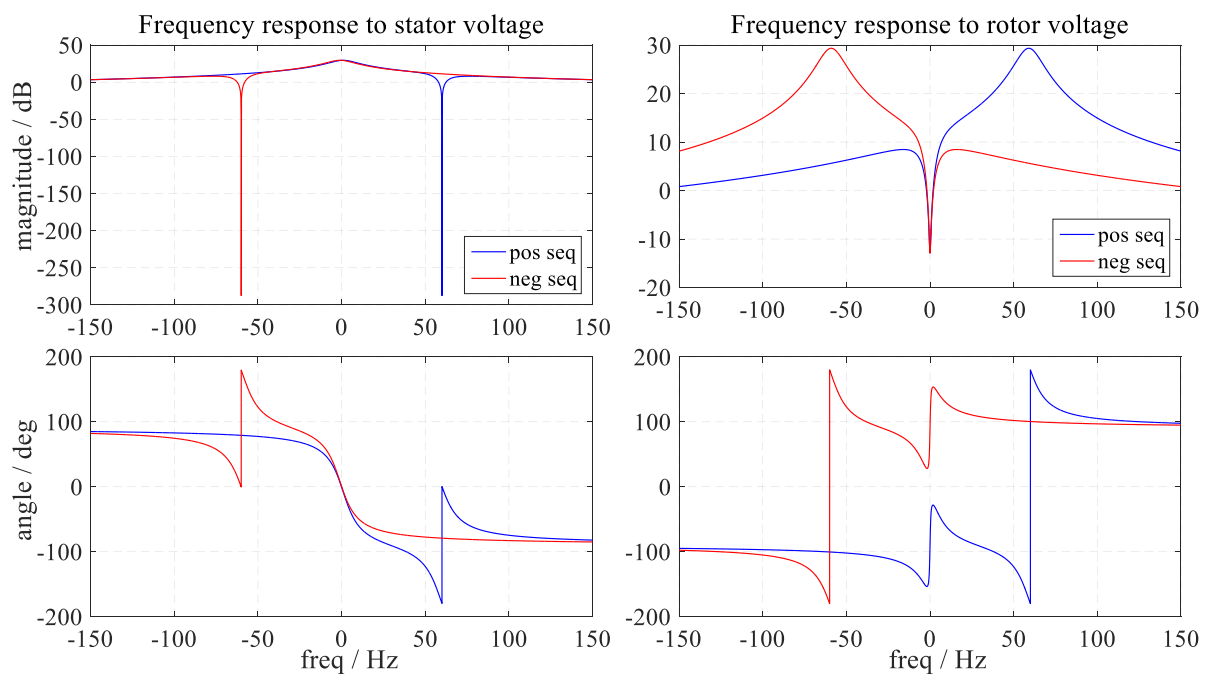 Frequency response to stator voltage
50
0
-50
-100
-150
-200
-250
-300
magnitude / dB
-150 -100 -50 0 50 100 150
pos seq
neg seq
Frequency response to rotor voltage
30
20
10
0
-10
-20
-150 -100 -50 0 50 100 150
pos seq
neg seq
200
100
0
-100
-200
angle / deg
-150 -100 -50 0 50 100 150
freq / Hz
200
100
0
-100
-200
-150 -100 -50 0 50 100 150
freq / Hz